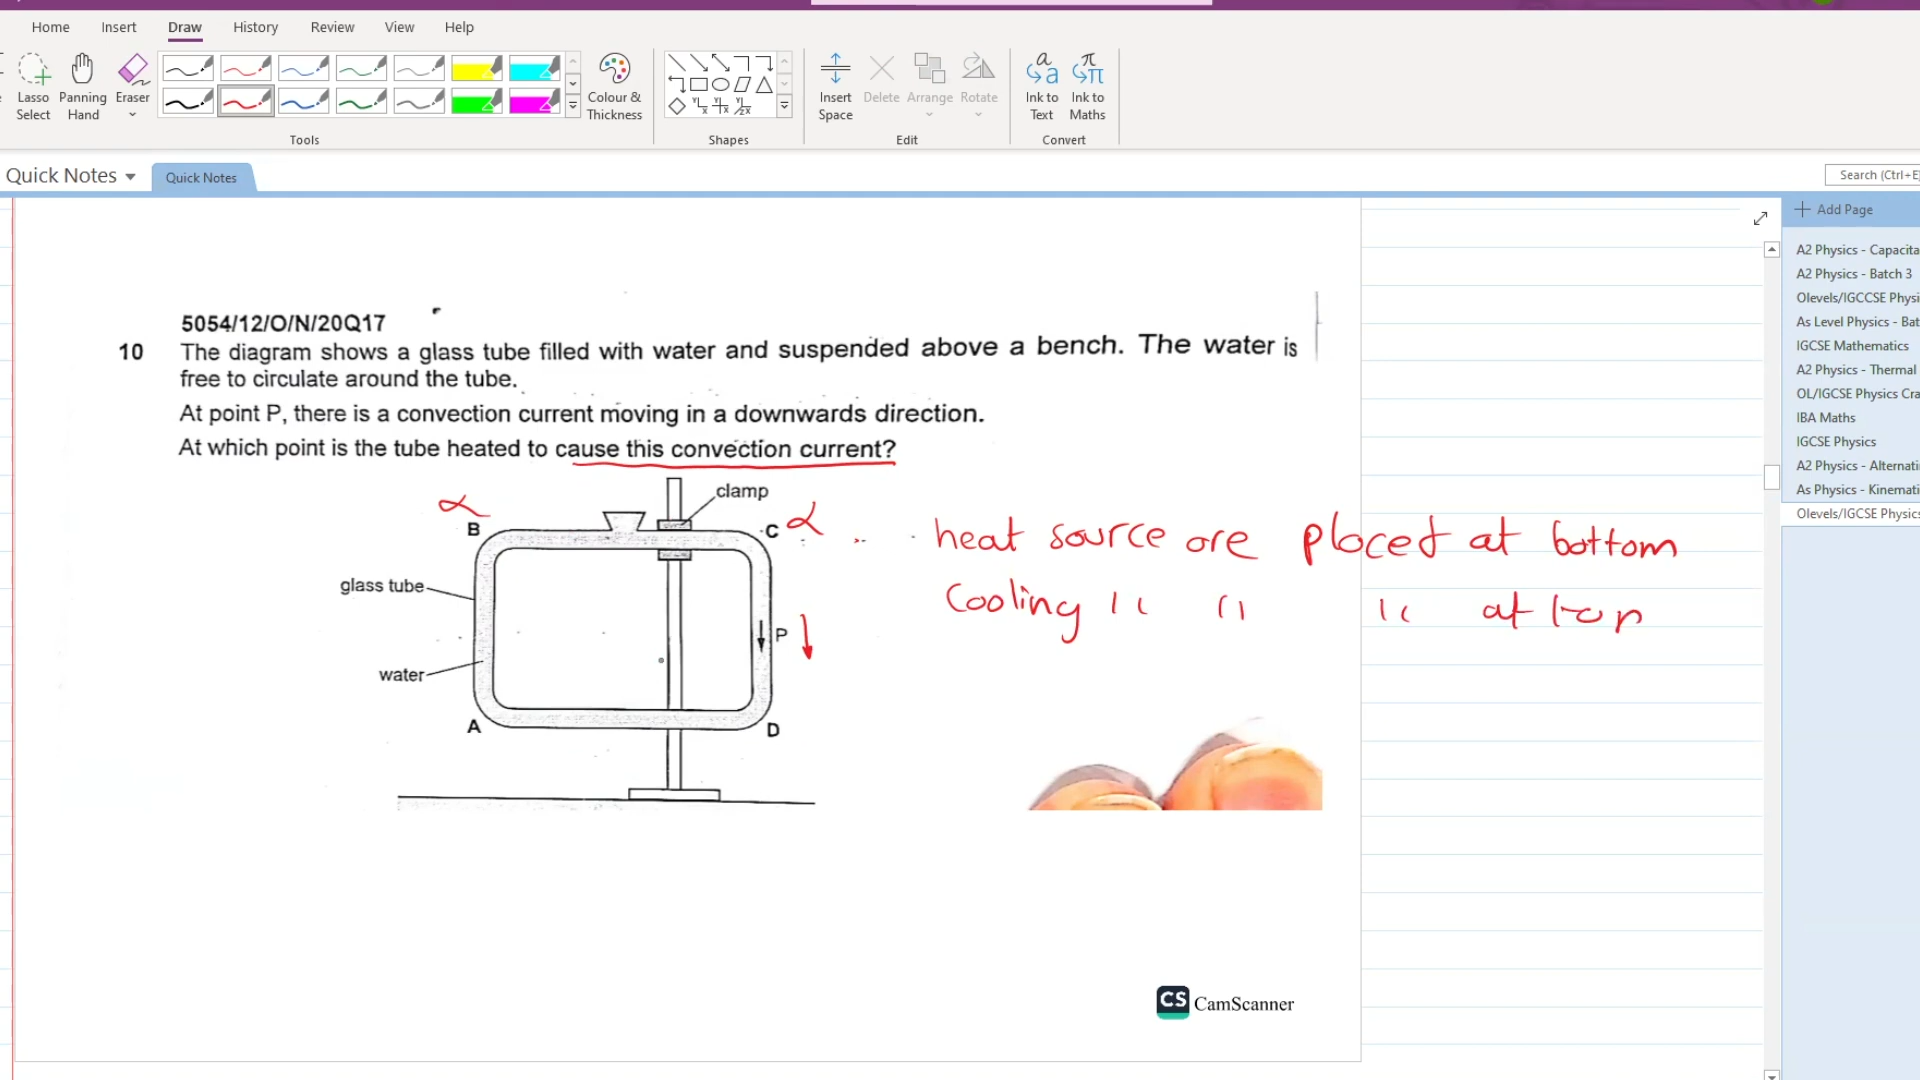 Home Insert Draw History Review View Help
Lasso Select
Panning Hand
Eraser
Colour & Thickness
Insert Space
Delete
Arrange
Rotate
Ink to Text
Ink to Maths
Tools Shapes Edit Convert
Quick Notes
Quick Notes
Search (Ctrl+E)
Add Page
A2 Physics - Capacita
A2 Physics - Batch 3
Olevels/IGCCSE Physi
As Level Physics - Bat
IGCSE Mathematics
A2 Physics - Thermal
OL/IGCSE Physics Cra
IBA Maths
IGCSE Physics
A2 Physics - Alternati
As Physics - Kinemati
Olevels/IGCSE Physics
5054/12/O/N/20Q17
10 The diagram shows a glass tube filled with water and suspended above a bench. The water is
free to circulate around the tube.
At point P, there is a convection current moving in a downwards direction.
At which point is the tube heated to cause this convection current?
clamp
B
C
glass tube
P
water
A
D
heat source are placed at bottom
Cooling " " " at top
CS CamScanner